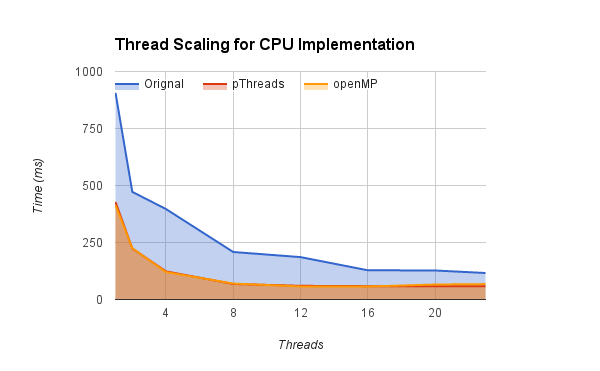 Thread Scaling for CPU Implementation
1000
Orignal pThreads openMP
750
500
250
0
Time (ms)
4 8 12 16 20
Threads